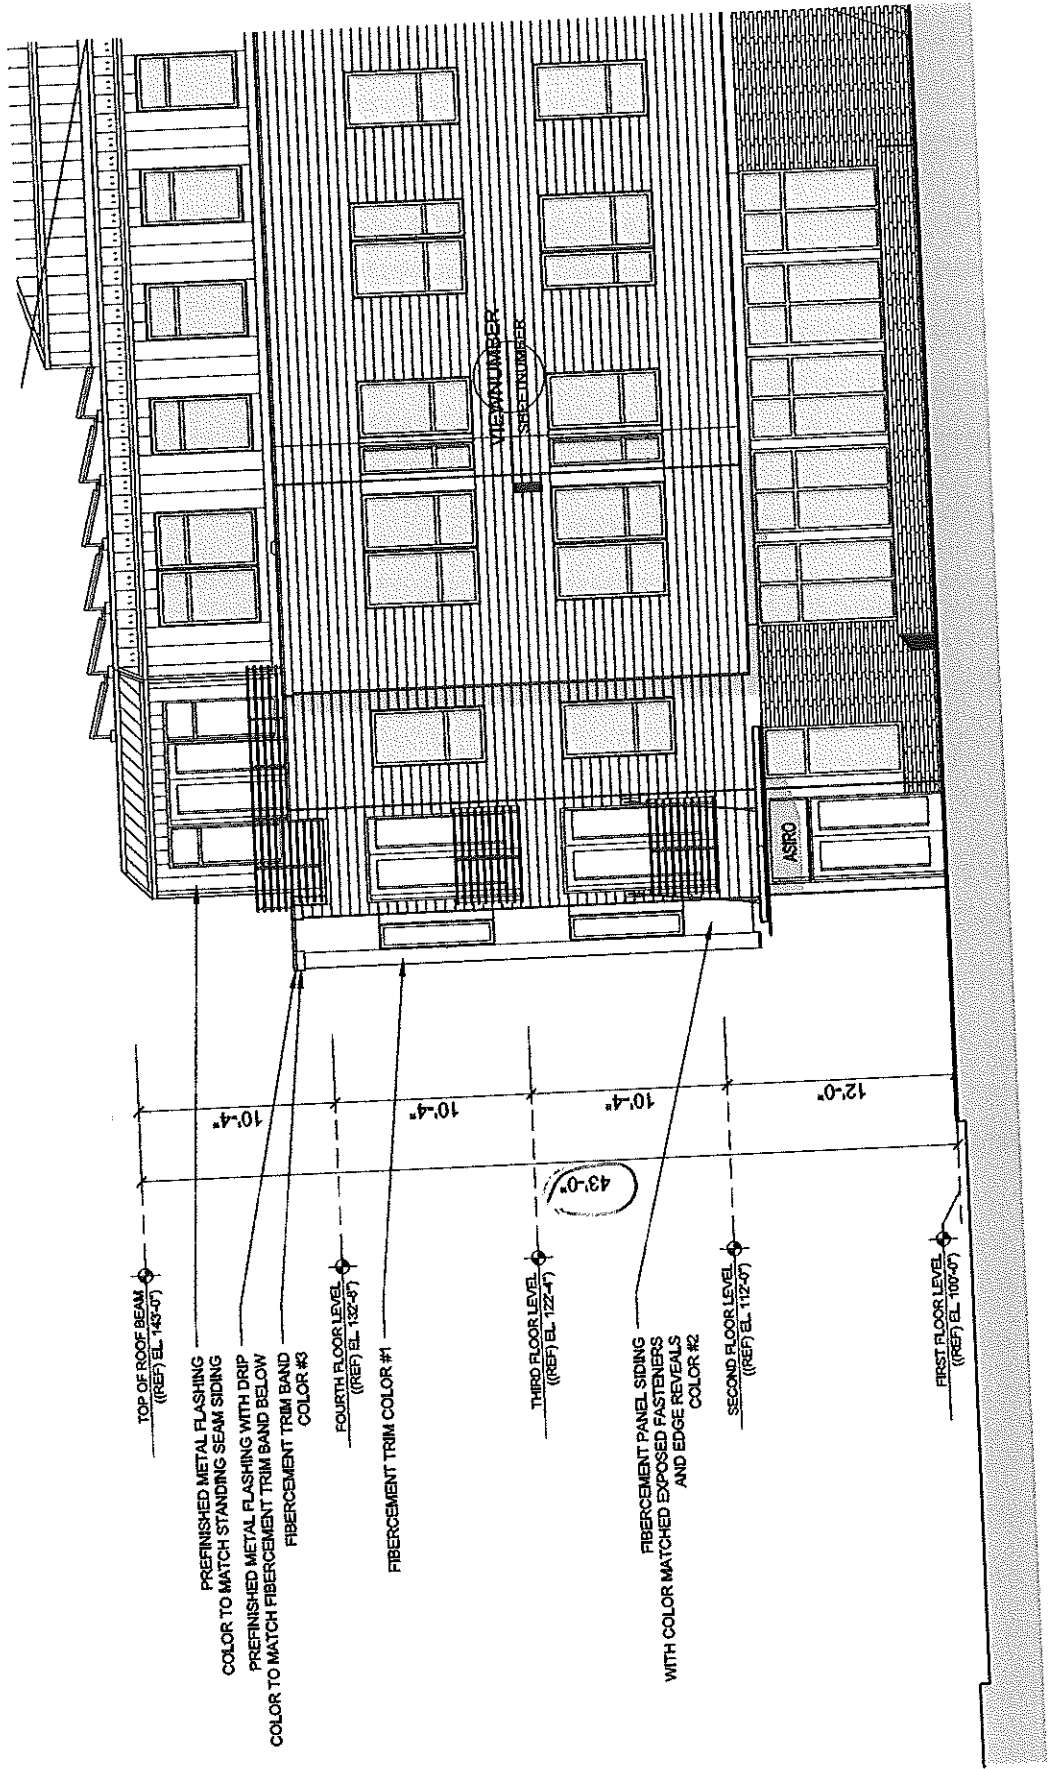 TOP OF ROOF BEAM
((REF) EL. 143'-0")
PREFINISHED METAL FLASHING
COLOR TO MATCH STANDING SEAM SIDING
PREFINISHED METAL FLASHING WITH DRIP
COLOR TO MATCH FIBERCEMENT TRIM BAND BELOW
FIBERCEMENT TRIM BAND
COLOR #3
FOURTH FLOOR LEVEL
((REF) EL. 132'-8")
FIBERCEMENT TRIM COLOR #1
THIRD FLOOR LEVEL
((REF) EL. 122'-4")
FIBERCEMENT PANEL SIDING
WITH COLOR MATCHED EXPOSED FASTENERS
AND EDGE REVEALS
COLOR #2
SECOND FLOOR LEVEL
((REF) EL. 112'-0")
FIRST FLOOR LEVEL
((REF) EL. 100'-0")
10'-4"
10'-4"
10'-4"
12'-0"
43'-0"
ASTRO
VIEWNUMBER
SHEETNUMBER